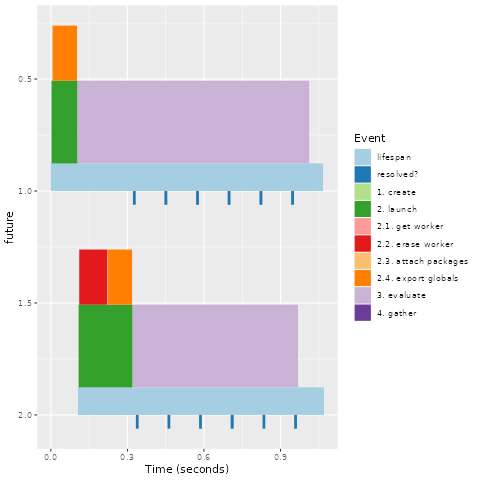 0.5
1.0
1.5
2.0
future
0.0
0.3
0.6
0.9
Time (seconds)
Event
lifespan
resolved?
1. create
2. launch
2.1. get worker
2.2. erase worker
2.3. attach packages
2.4. export globals
3. evaluate
4. gather